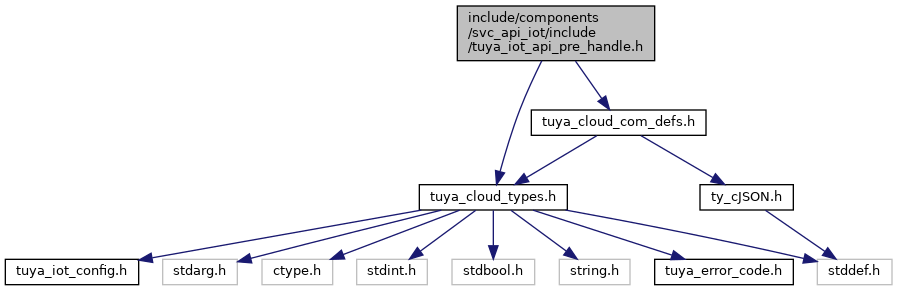 include/components
/svc_api_iot/include
/tuya_iot_api_pre_handle.h
tuya_cloud_com_defs.h
tuya_cloud_types.h
ty_cJSON.h
tuya_iot_config.h
stdarg.h
ctype.h
stdint.h
stdbool.h
string.h
tuya_error_code.h
stddef.h